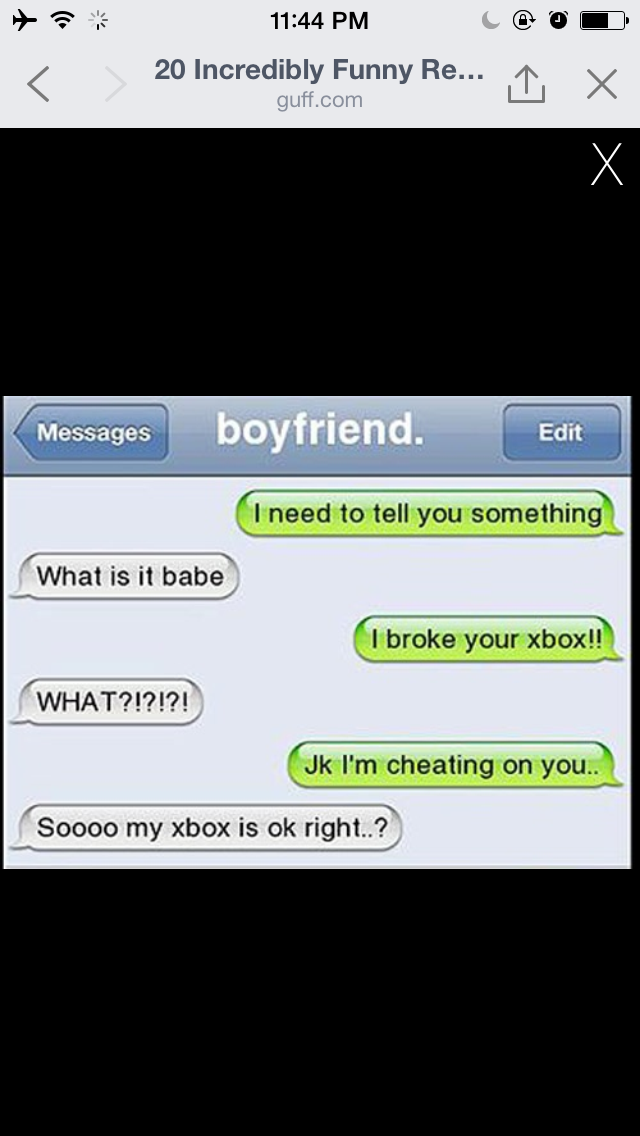 11:44 PM
20 Incredibly Funny Re...
guff.com
X
Messages
boyfriend.
Edit
I need to tell you something
What is it babe
I broke your xbox!!
WHAT?!?!?!
Jk I'm cheating on you..
Soooo my xbox is ok right..?